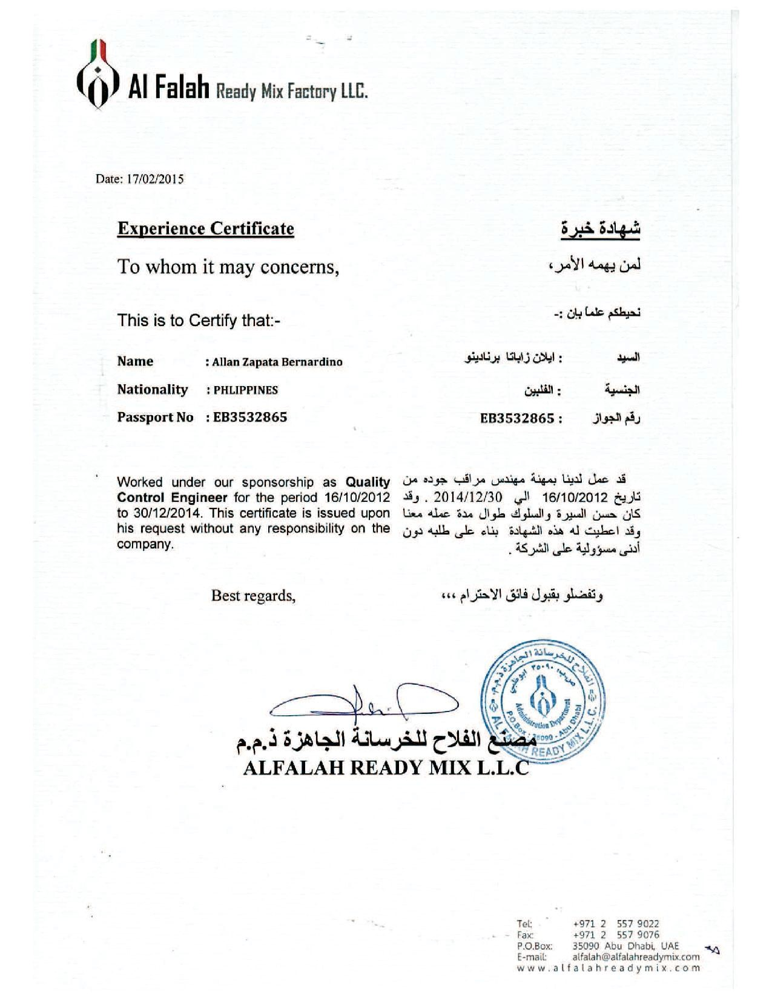 Al Falah Ready Mix Factory LLC.
Date: 17/02/2015
Experience Certificate
شهادة خبرة
To whom it may concerns,
لمن يهمه الأمر،
This is to Certify that:-
نحيطكم علماً بان :-
Name : Allan Zapata Bernardino
السيد : ايلان زاباتا برنادينو
Nationality : PHLIPPINES
الجنسية : الفلبين
Passport No : EB3532865
رقم الجواز : EB3532865
Worked under our sponsorship as Quality
Control Engineer for the period 16/10/2012
to 30/12/2014. This certificate is issued upon
his request without any responsibility on the
company.
قد عمل لدينا بمهنة مهندس مراقب جوده من
تاريخ 16/10/2012 الي 2014/12/30 . وقد
كان حسن السيرة والسلوك طوال مدة عمله معنا
وقد اعطيت له هذه الشهادة بناء على طلبه دون
أدنى مسؤولية على الشركة .
Best regards,
وتفضلو بقبول فائق الاحترام ،،،
الفلاح للخرسانة الجاهزة ذ.م.م.
ص.ب. ٣٥٠٩٠ ابوظبي
Administration Department
P.O.Box : 35090 - Abu Dhabi
AL FALAH READY MIX L.L.C.
مصنع الفلاح للخرسانة الجاهزة ذ.م.م
ALFALAH READY MIX L.L.C
Tel: +971 2 557 9022
Fax: +971 2 557 9076
P.O.Box: 35090 Abu Dhabi, UAE
E-mail: alfalah@alfalahreadymix.com
www.alfalahreadymix.com